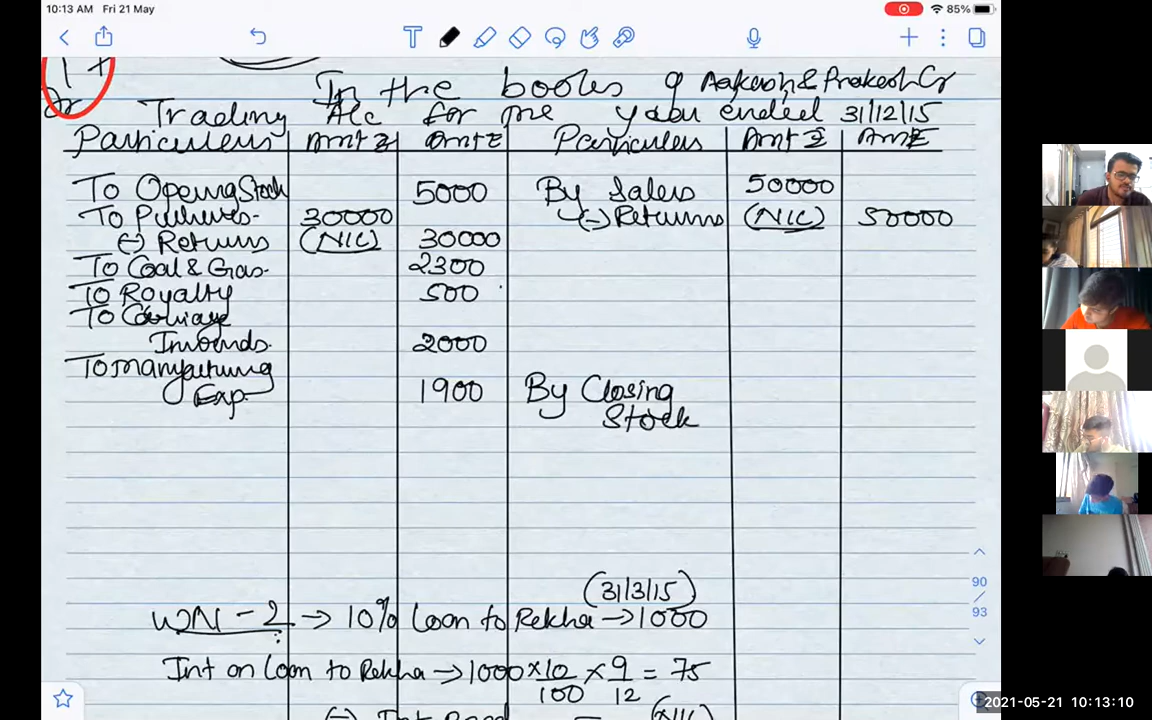 10:13 AM Fri 21 May
85%
In the books of Aakash & Prakash Co
Dr Trading A/c for the year ended 31/12/15
Particulars Amt ₹ Amt ₹ Particulars Amt ₹ Amt ₹
To Opening Stock 5000 By Sales 50000
To Purchases 30000 (-) Returns (NIL) 50000
(-) Returns (NIL) 30000
To Coal & Gas 2300
To Royalty 500
To Carriage
Inwards 2000
To Manufacturing
Exp 1900 By Closing
Stock
(31/3/15)
WN - 2 → 10% Loan to Rekha → 1000
Int on Loan to Rekha → 1000 × 10/100 × 9/12 = 75
90
/
93
2021-05-21 10:13:10